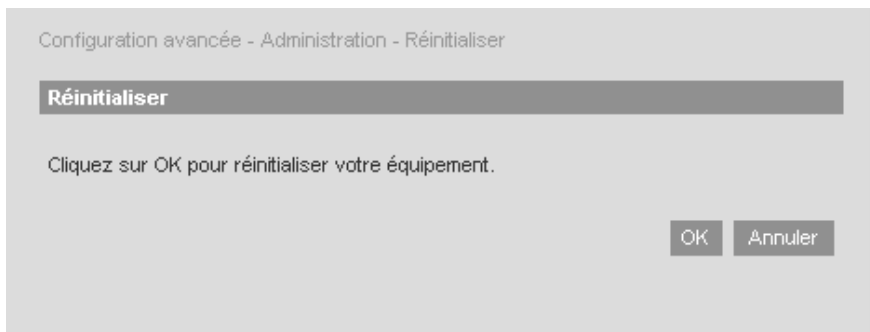 Configuration avancée - Administration - Réinitialiser
Réinitialiser
Cliquez sur OK pour réinitialiser votre équipement.
OK Annuler